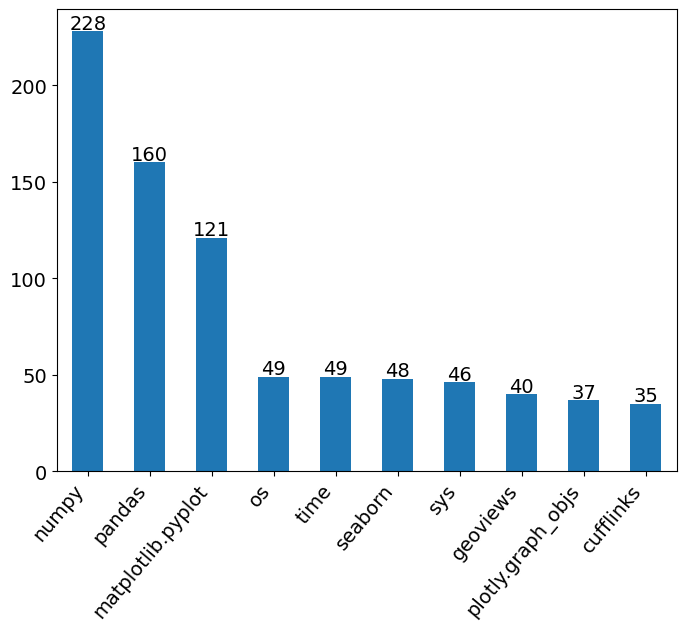 228
160
121
49
49
48
46
40
37
35
200
150
100
50
0
numpy
pandas
matplotlib.pyplot
os
time
seaborn
sys
geoviews
plotly.graph_objs
cufflinks